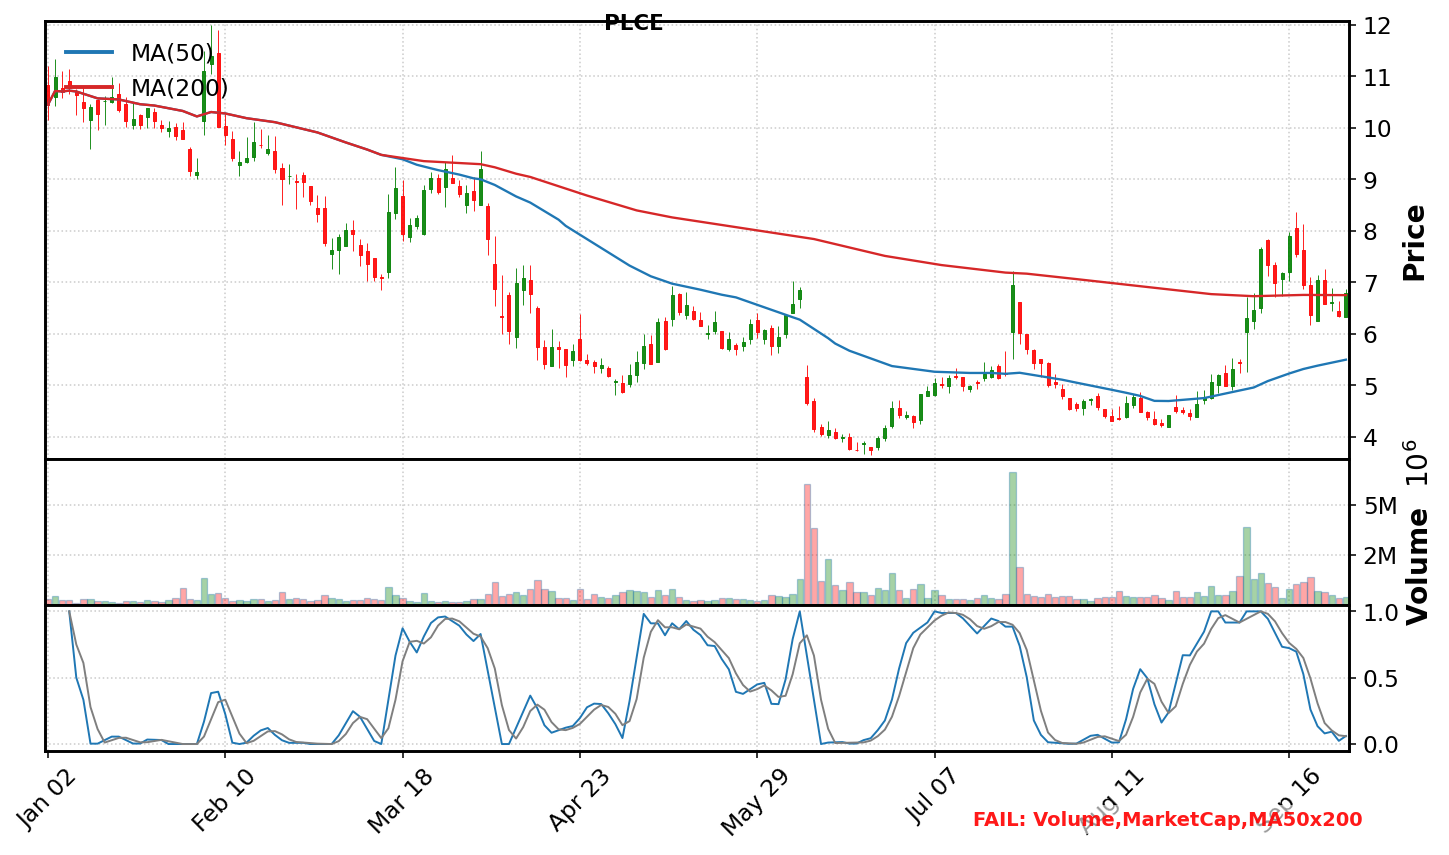 PLCE
MA(50)
MA(200)
12
11
10
9
8
7
6
5
4
Price
10^6
5M
2M
Volume
1.0
0.5
0.0
Jan 02
Feb 10
Mar 18
Apr 23
May 29
Jul 07
Aug 11
Sep 16
FAIL: Volume,MarketCap,MA50x200